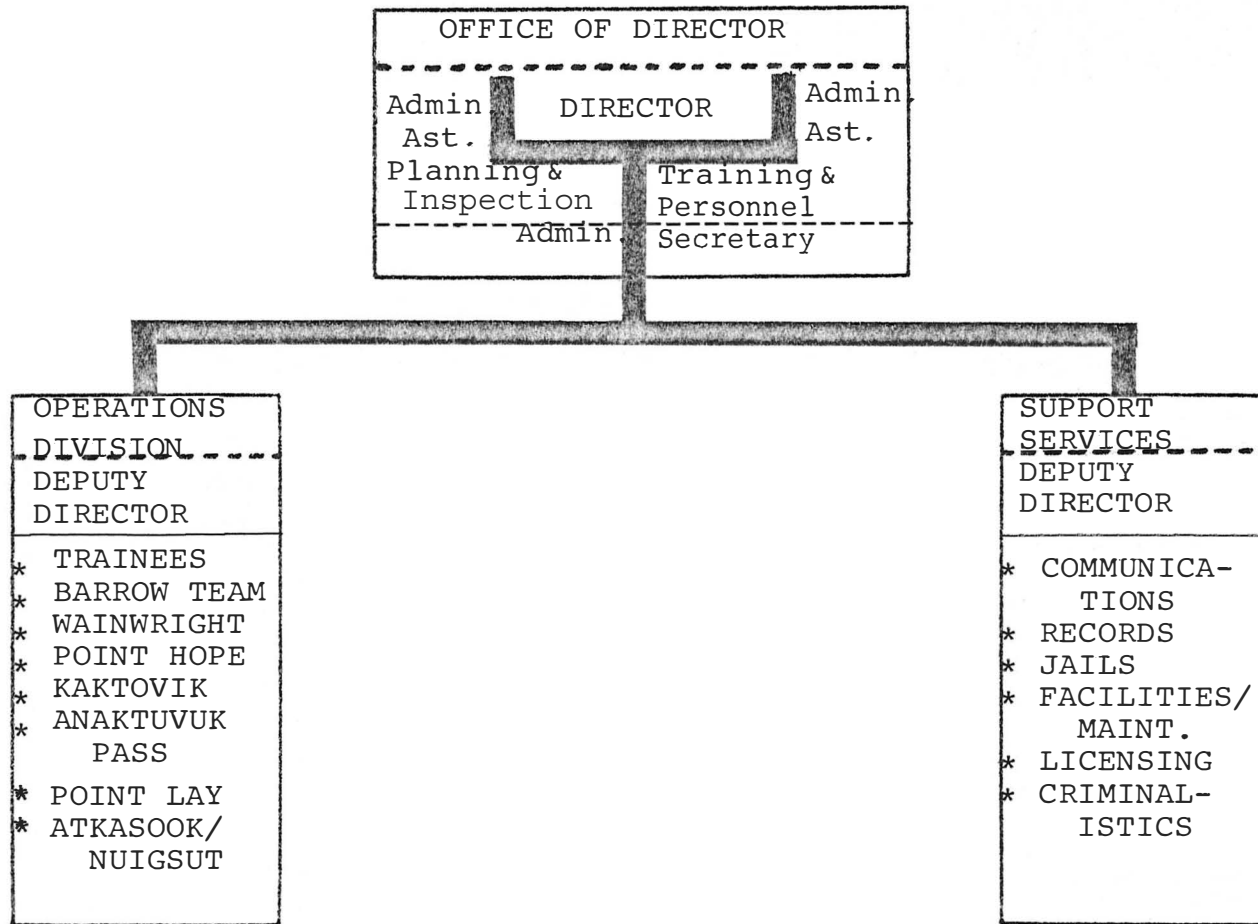 OFFICE OF DIRECTOR
Admin. Ast.
DIRECTOR
Admin. Ast.
Planning &
Inspection
Training &
Personnel
Admin. Secretary
OPERATIONS
DIVISION
DEPUTY
DIRECTOR
* TRAINEES
* BARROW TEAM
* WAINWRIGHT
* POINT HOPE
* KAKTOVIK
* ANAKTUVUK
PASS
* POINT LAY
* ATKASOOK/
NUIGSUT
SUPPORT
SERVICES
DEPUTY
DIRECTOR
* COMMUNICA-
TIONS
* RECORDS
* JAILS
* FACILITIES/
MAINT.
* LICENSING
* CRIMINAL-
ISTICS